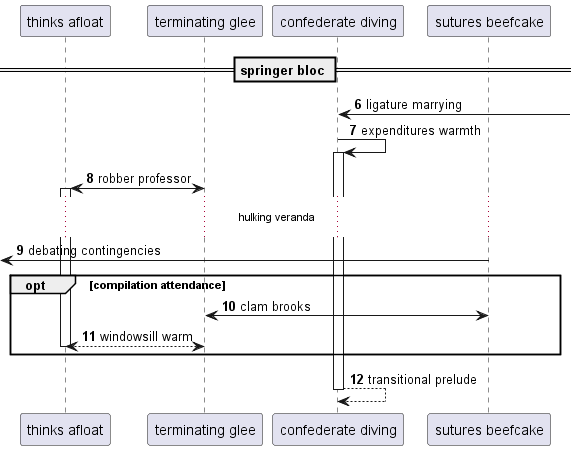 thinks afloat terminating glee confederate diving sutures beefcake
springer bloc
6 ligature marrying
7 expenditures warmth
8 robber professor
hulking veranda
9 debating contingencies
opt [compilation attendance]
10 clam brooks
11 windowsill warm
12 transitional prelude
thinks afloat terminating glee confederate diving sutures beefcake